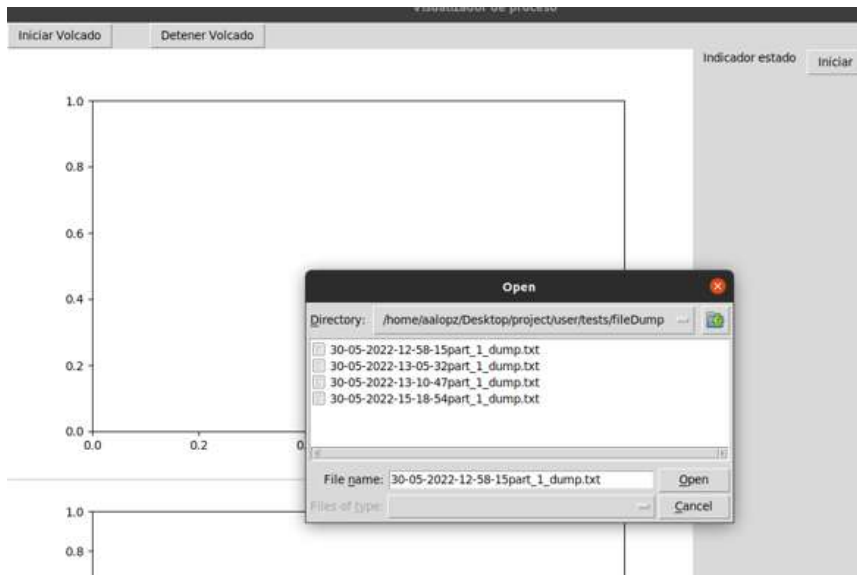 Visualizador de proceso
Iniciar Volcado
Detener Volcado
Indicador estado
Iniciar
1.0
0.8
0.6
0.4
0.2
0.0
0.0
0.2
0.
Open
Directory:
/home/aalopz/Desktop/project/user/tests/fileDump
30-05-2022-12-58-15part_1_dump.txt
30-05-2022-13-05-32part_1_dump.txt
30-05-2022-13-10-47part_1_dump.txt
30-05-2022-15-18-54part_1_dump.txt
File name:
30-05-2022-12-58-15part_1_dump.txt
Open
Files of type:
Cancel
1.0
0.8